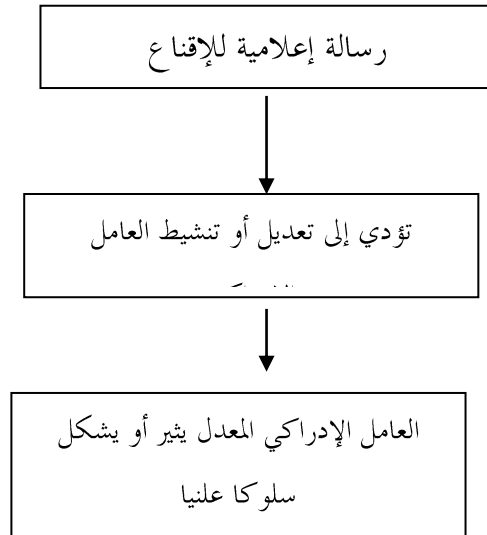 رسالة إعلامية للإقناع
تؤدي إلى تعديل أو تنشيط العامل
العامل الإدراكي المعدل يثير أو يشكل
سلوكا علنيا